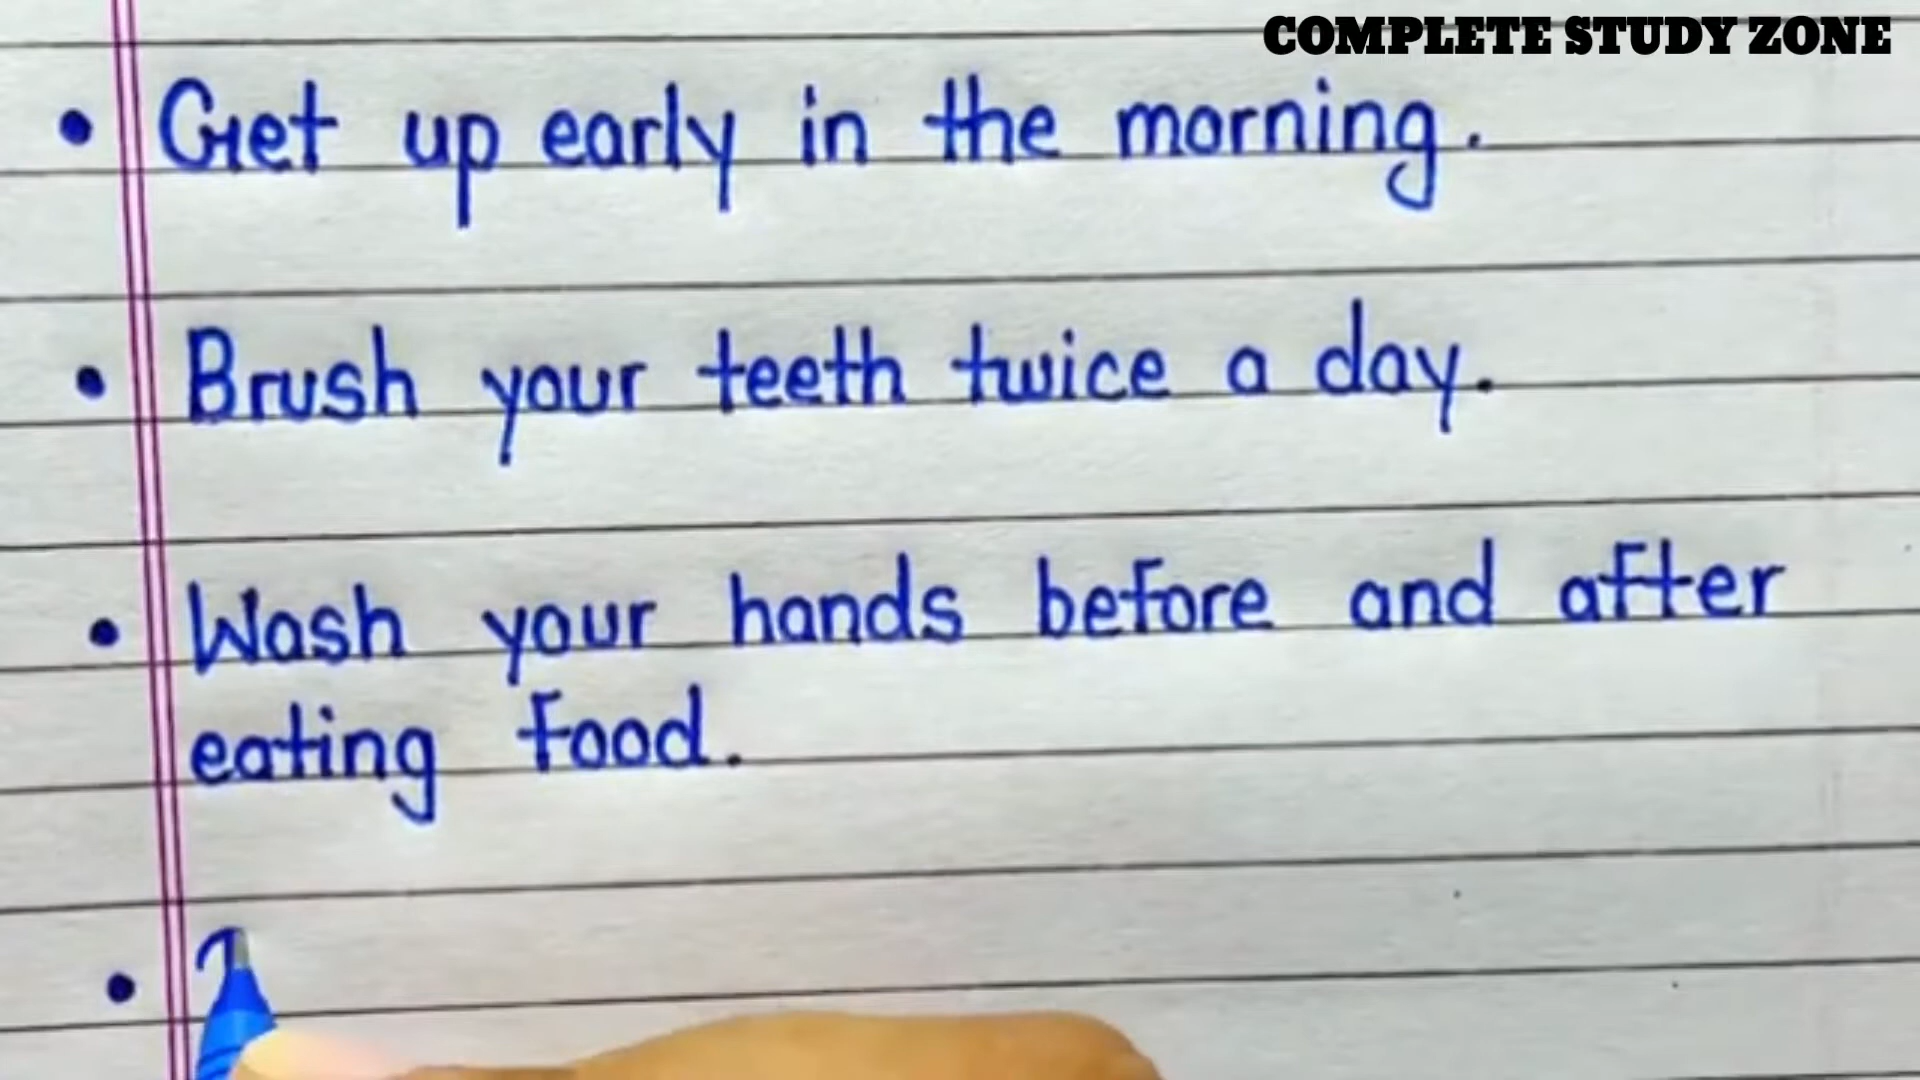 COMPLETE STUDY ZONE
• Get up early in the morning.
• Brush your teeth twice a day.
• Wash your hands before and after
eating food.
•